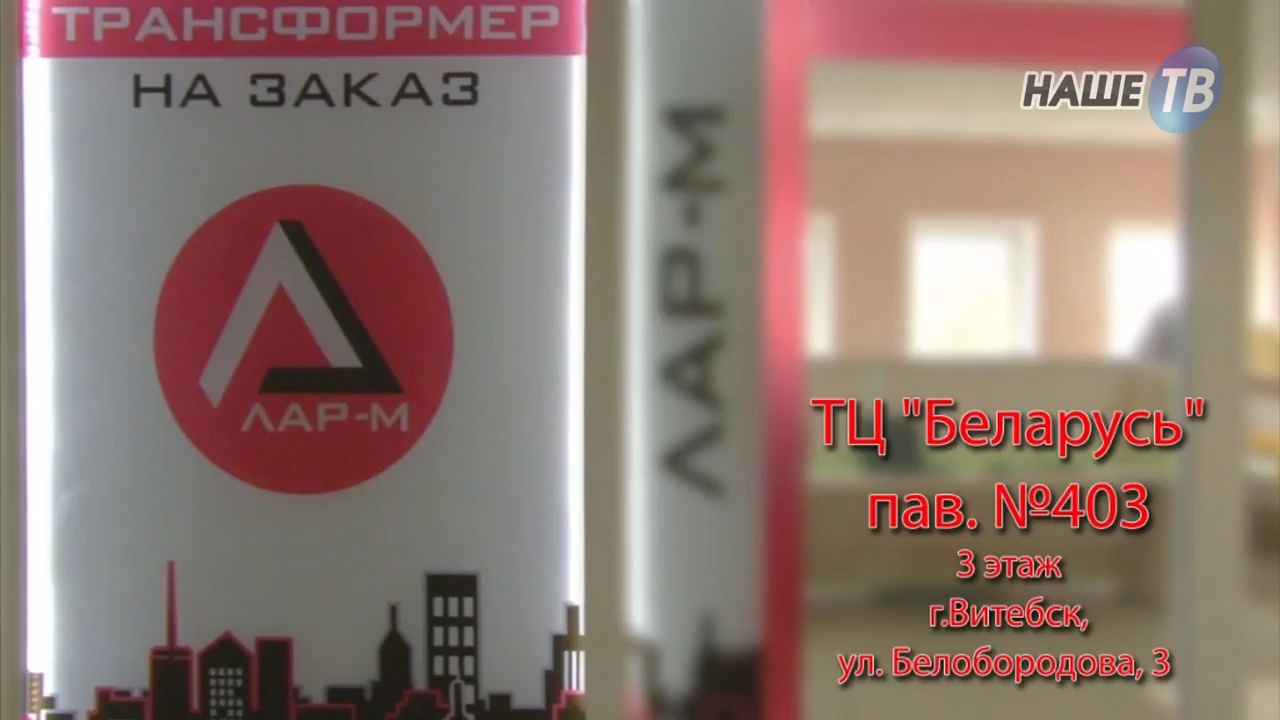 ТРАНСФОРМЕР
НА ЗАКАЗ
ЛАР-М
ЛАР-М
НАШЕ ТВ
ТЦ "Беларусь"
пав. №403
3 этаж
г.Витебск,
ул. Белобородова, 3